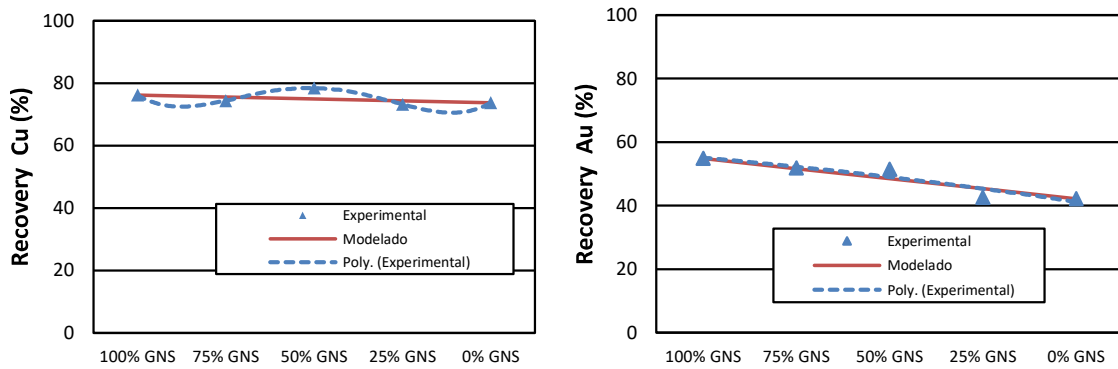 Recovery Cu (%)
100
80
60
40
20
0
Experimental
Modelado
Poly. (Experimental)
100% GNS 75% GNS 50% GNS 25% GNS 0% GNS
Recovery Au (%)
100
80
60
40
20
0
Experimental
Modelado
Poly. (Experimental)
100% GNS 75% GNS 50% GNS 25% GNS 0% GNS